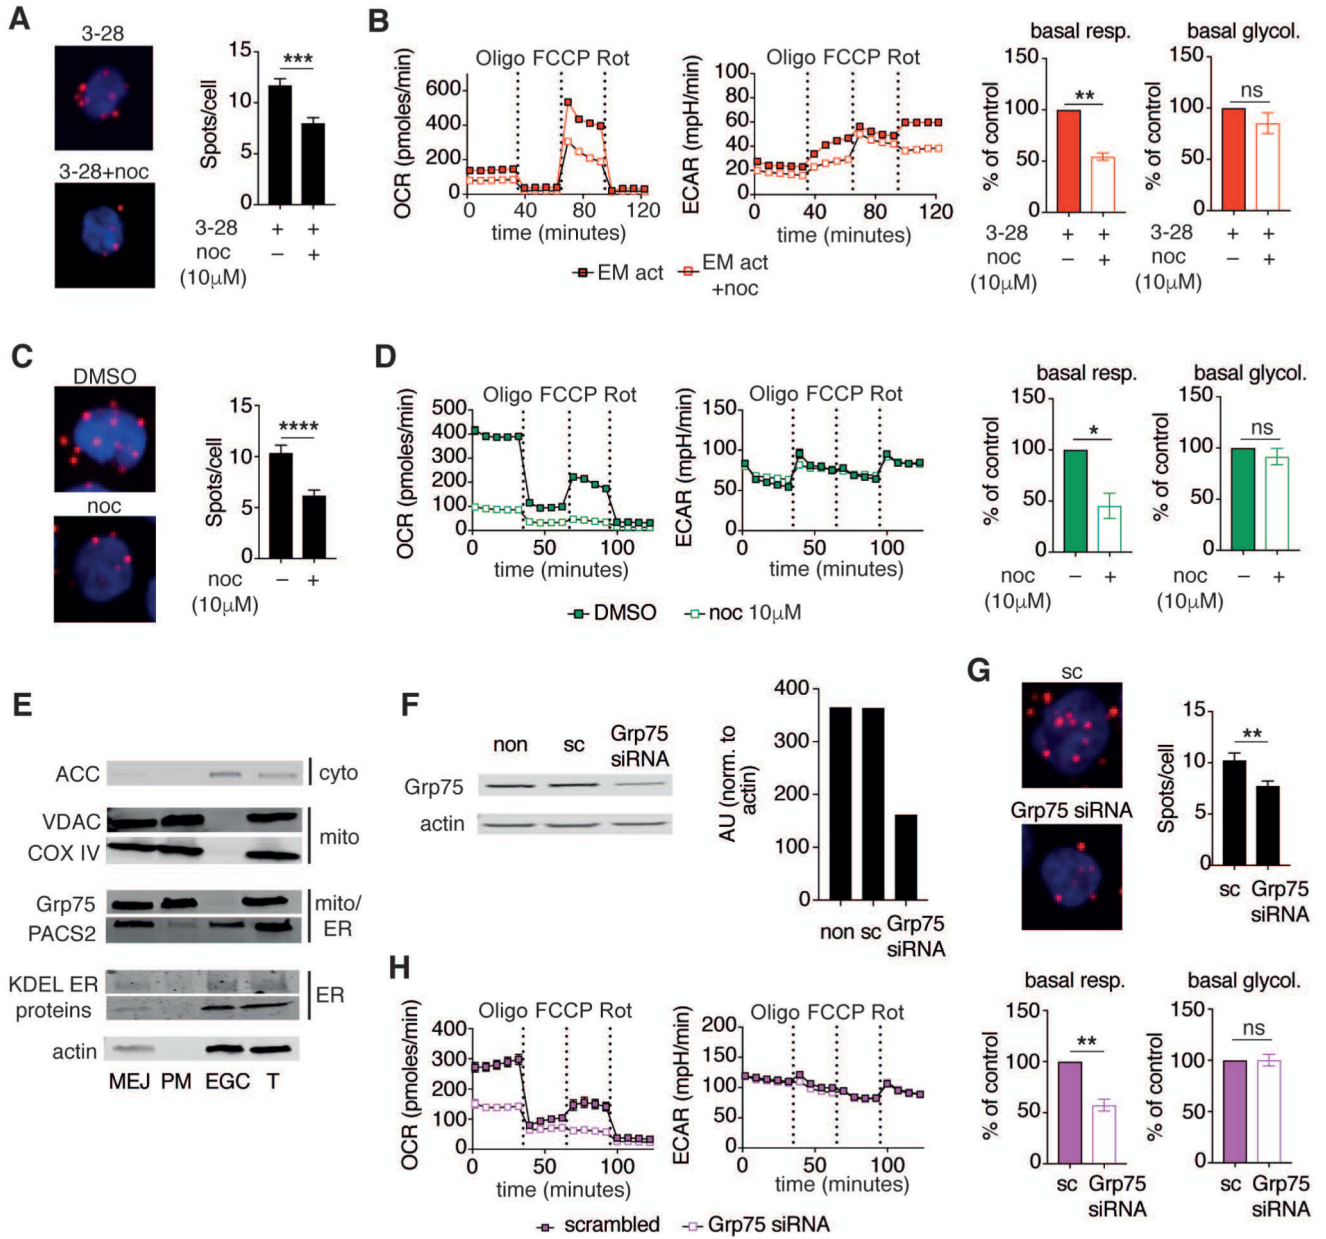 A
3-28
3-28+noc
Spots/cell
15
10
5
0
***
3-28 + +
noc − +
(10μM)
B
Oligo FCCP Rot
OCR (pmoles/min)
600
400
200
0
0 40 80 120
time (minutes)
Oligo FCCP Rot
ECAR (mpH/min)
100
80
60
40
20
0
0 40 80 120
time (minutes)
EM act
EM act
+noc
basal resp.
% of control
150
100
50
0
**
3-28 + +
noc − +
(10μM)
basal glycol.
% of control
150
100
50
0
ns
3-28 + +
noc − +
(10μM)
C
DMSO
noc
Spots/cell
15
10
5
0
****
noc − +
(10μM)
D
Oligo FCCP Rot
OCR (pmoles/min)
500
400
300
200
100
0
0 50 100
time (minutes)
Oligo FCCP Rot
ECAR (mpH/min)
150
100
50
0
0 50 100
time (minutes)
DMSO noc 10μM
basal resp.
% of control
150
100
50
0
*
noc − +
(10μM)
basal glycol.
% of control
150
100
50
0
ns
noc − +
(10μM)
E
ACC cyto
VDAC
mito
COX IV
Grp75 mito/
PACS2 ER
KDEL ER
proteins
ER
actin
MEJ PM EGC T
F
non sc Grp75
siRNA
Grp75
actin
AU (norm. to
actin)
400
300
200
100
0
non sc Grp75
siRNA
G
sc
Grp75 siRNA
Spots/cell
15
10
5
0
**
sc Grp75
siRNA
H
Oligo FCCP Rot
OCR (pmoles/min)
400
300
200
100
0
0 50 100
time (minutes)
Oligo FCCP Rot
ECAR (mpH/min)
200
150
100
50
0
0 50 100
time (minutes)
scrambled Grp75 siRNA
basal resp.
% of control
150
100
50
0
**
sc Grp75
siRNA
basal glycol.
% of control
150
100
50
0
ns
sc Grp75
siRNA